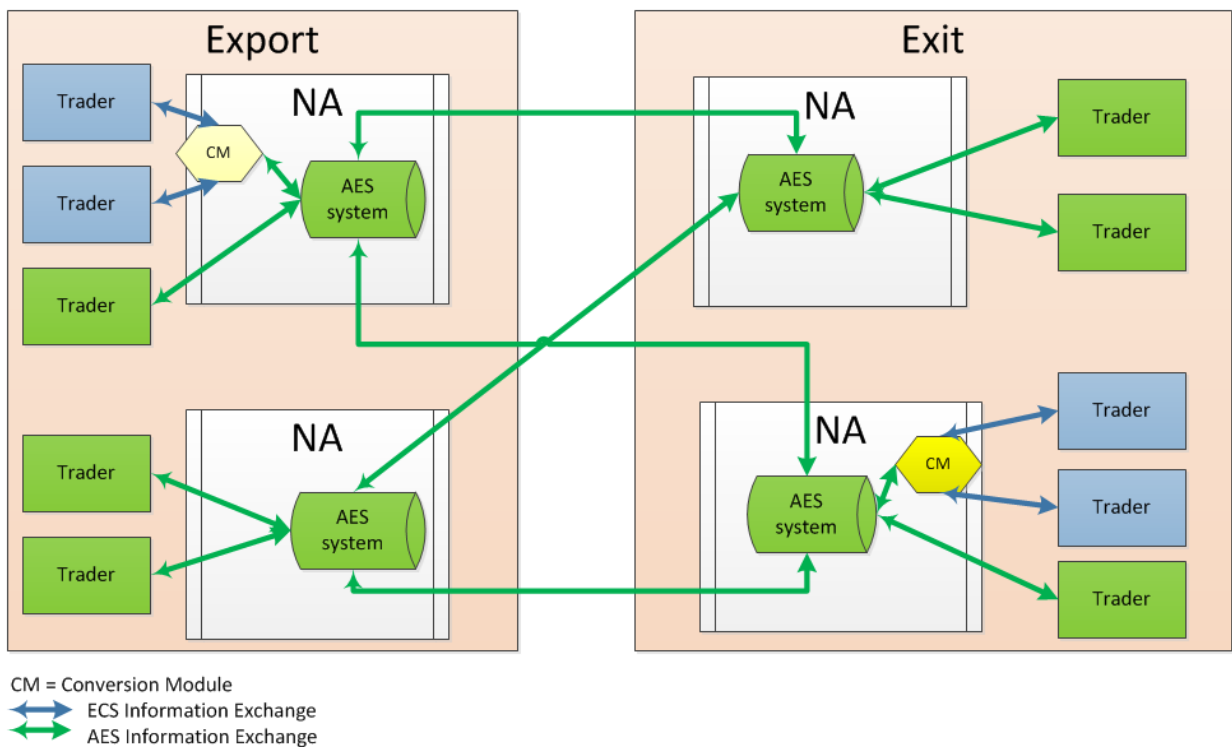 Export
NA
Trader
CM
Trader
AES
system
Trader
NA
Trader
AES
system
Trader
Exit
NA
Trader
AES
system
Trader
NA
Trader
CM
AES
system
Trader
Trader
CM = Conversion Module
ECS Information Exchange
AES Information Exchange